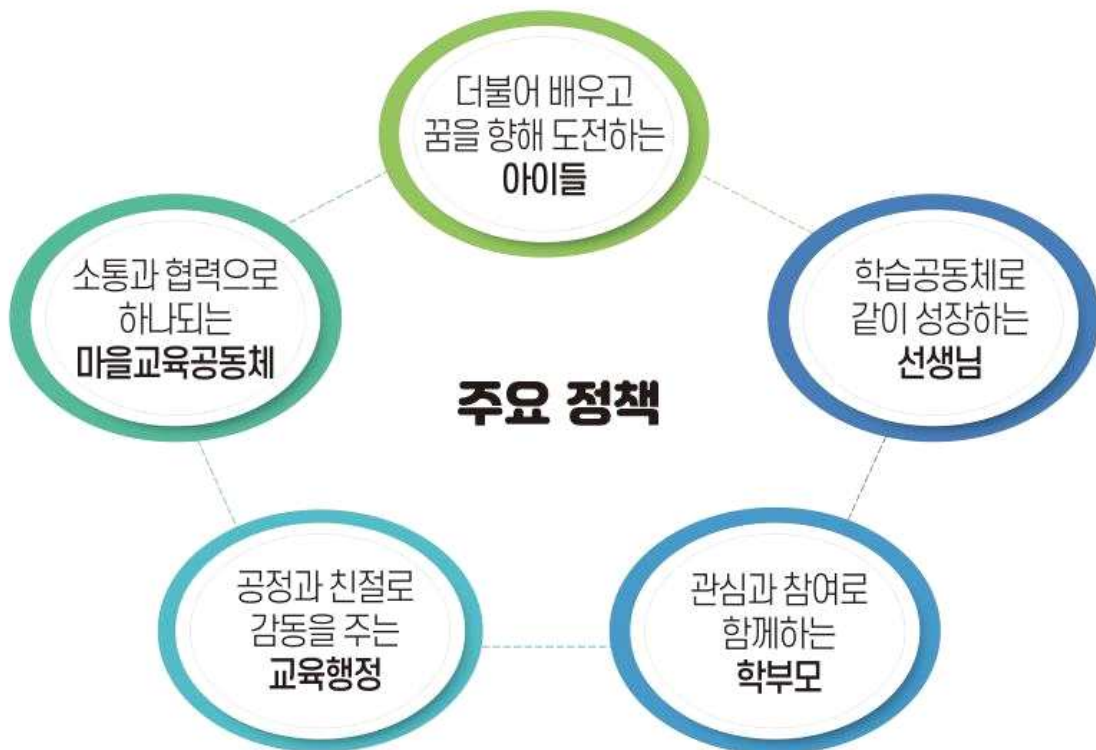 더불어 배우고
꿈을 향해 도전하는
아이들
소통과 협력으로
하나되는
마을교육공동체
학습공동체로
같이 성장하는
선생님
주요 정책
공정과 친절로
감동을 주는
교육행정
관심과 참여로
함께하는
학부모